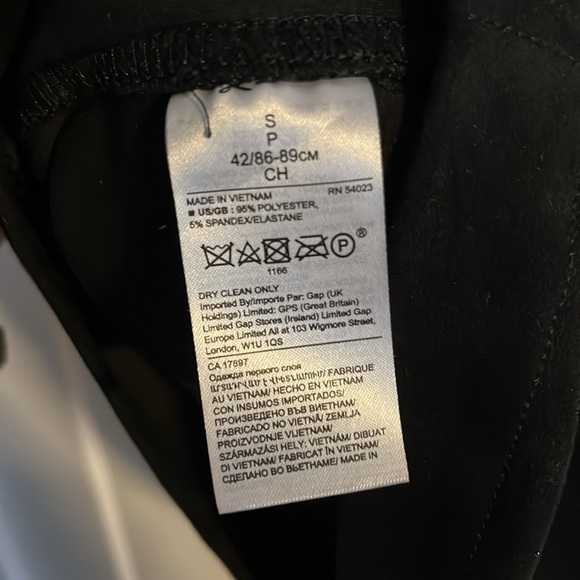 S
P
42/86-89CM
CH
MADE IN VIETNAM RN 54023
■ US/GB : 95% POLYESTER,
5% SPANDEX/ELASTANE
P ®
1166
DRY CLEAN ONLY
Imported By/Importe Par: Gap (UK
Holdings) Limited: GPS (Great Britain)
Limited Gap Stores (Ireland) Limited Gap
Europe Limited All at 103 Wigmore Street,
London, W1U 1QS
CA 17897
Одежда первого слоя
FABRIQUE
AU VIETNAM/ HECHO EN VIETNAM
CON INSUMOS IMPORTADOS/
ПРОИЗВЕДЕНО ВЪВ ВИЕТНАМ/
FABRICADO NO VIETNÃ/ ZEMLJA
PROIZVODNJE VIJETNAM/
SZÁRMAZÁSI HELY: VIETNÁM/ DIBUAT
DI VIETNAM/ FABRICAT ÎN VIETNAM/
СДЕЛАНО ВО ВЬЕТНАМЕ/ MADE IN